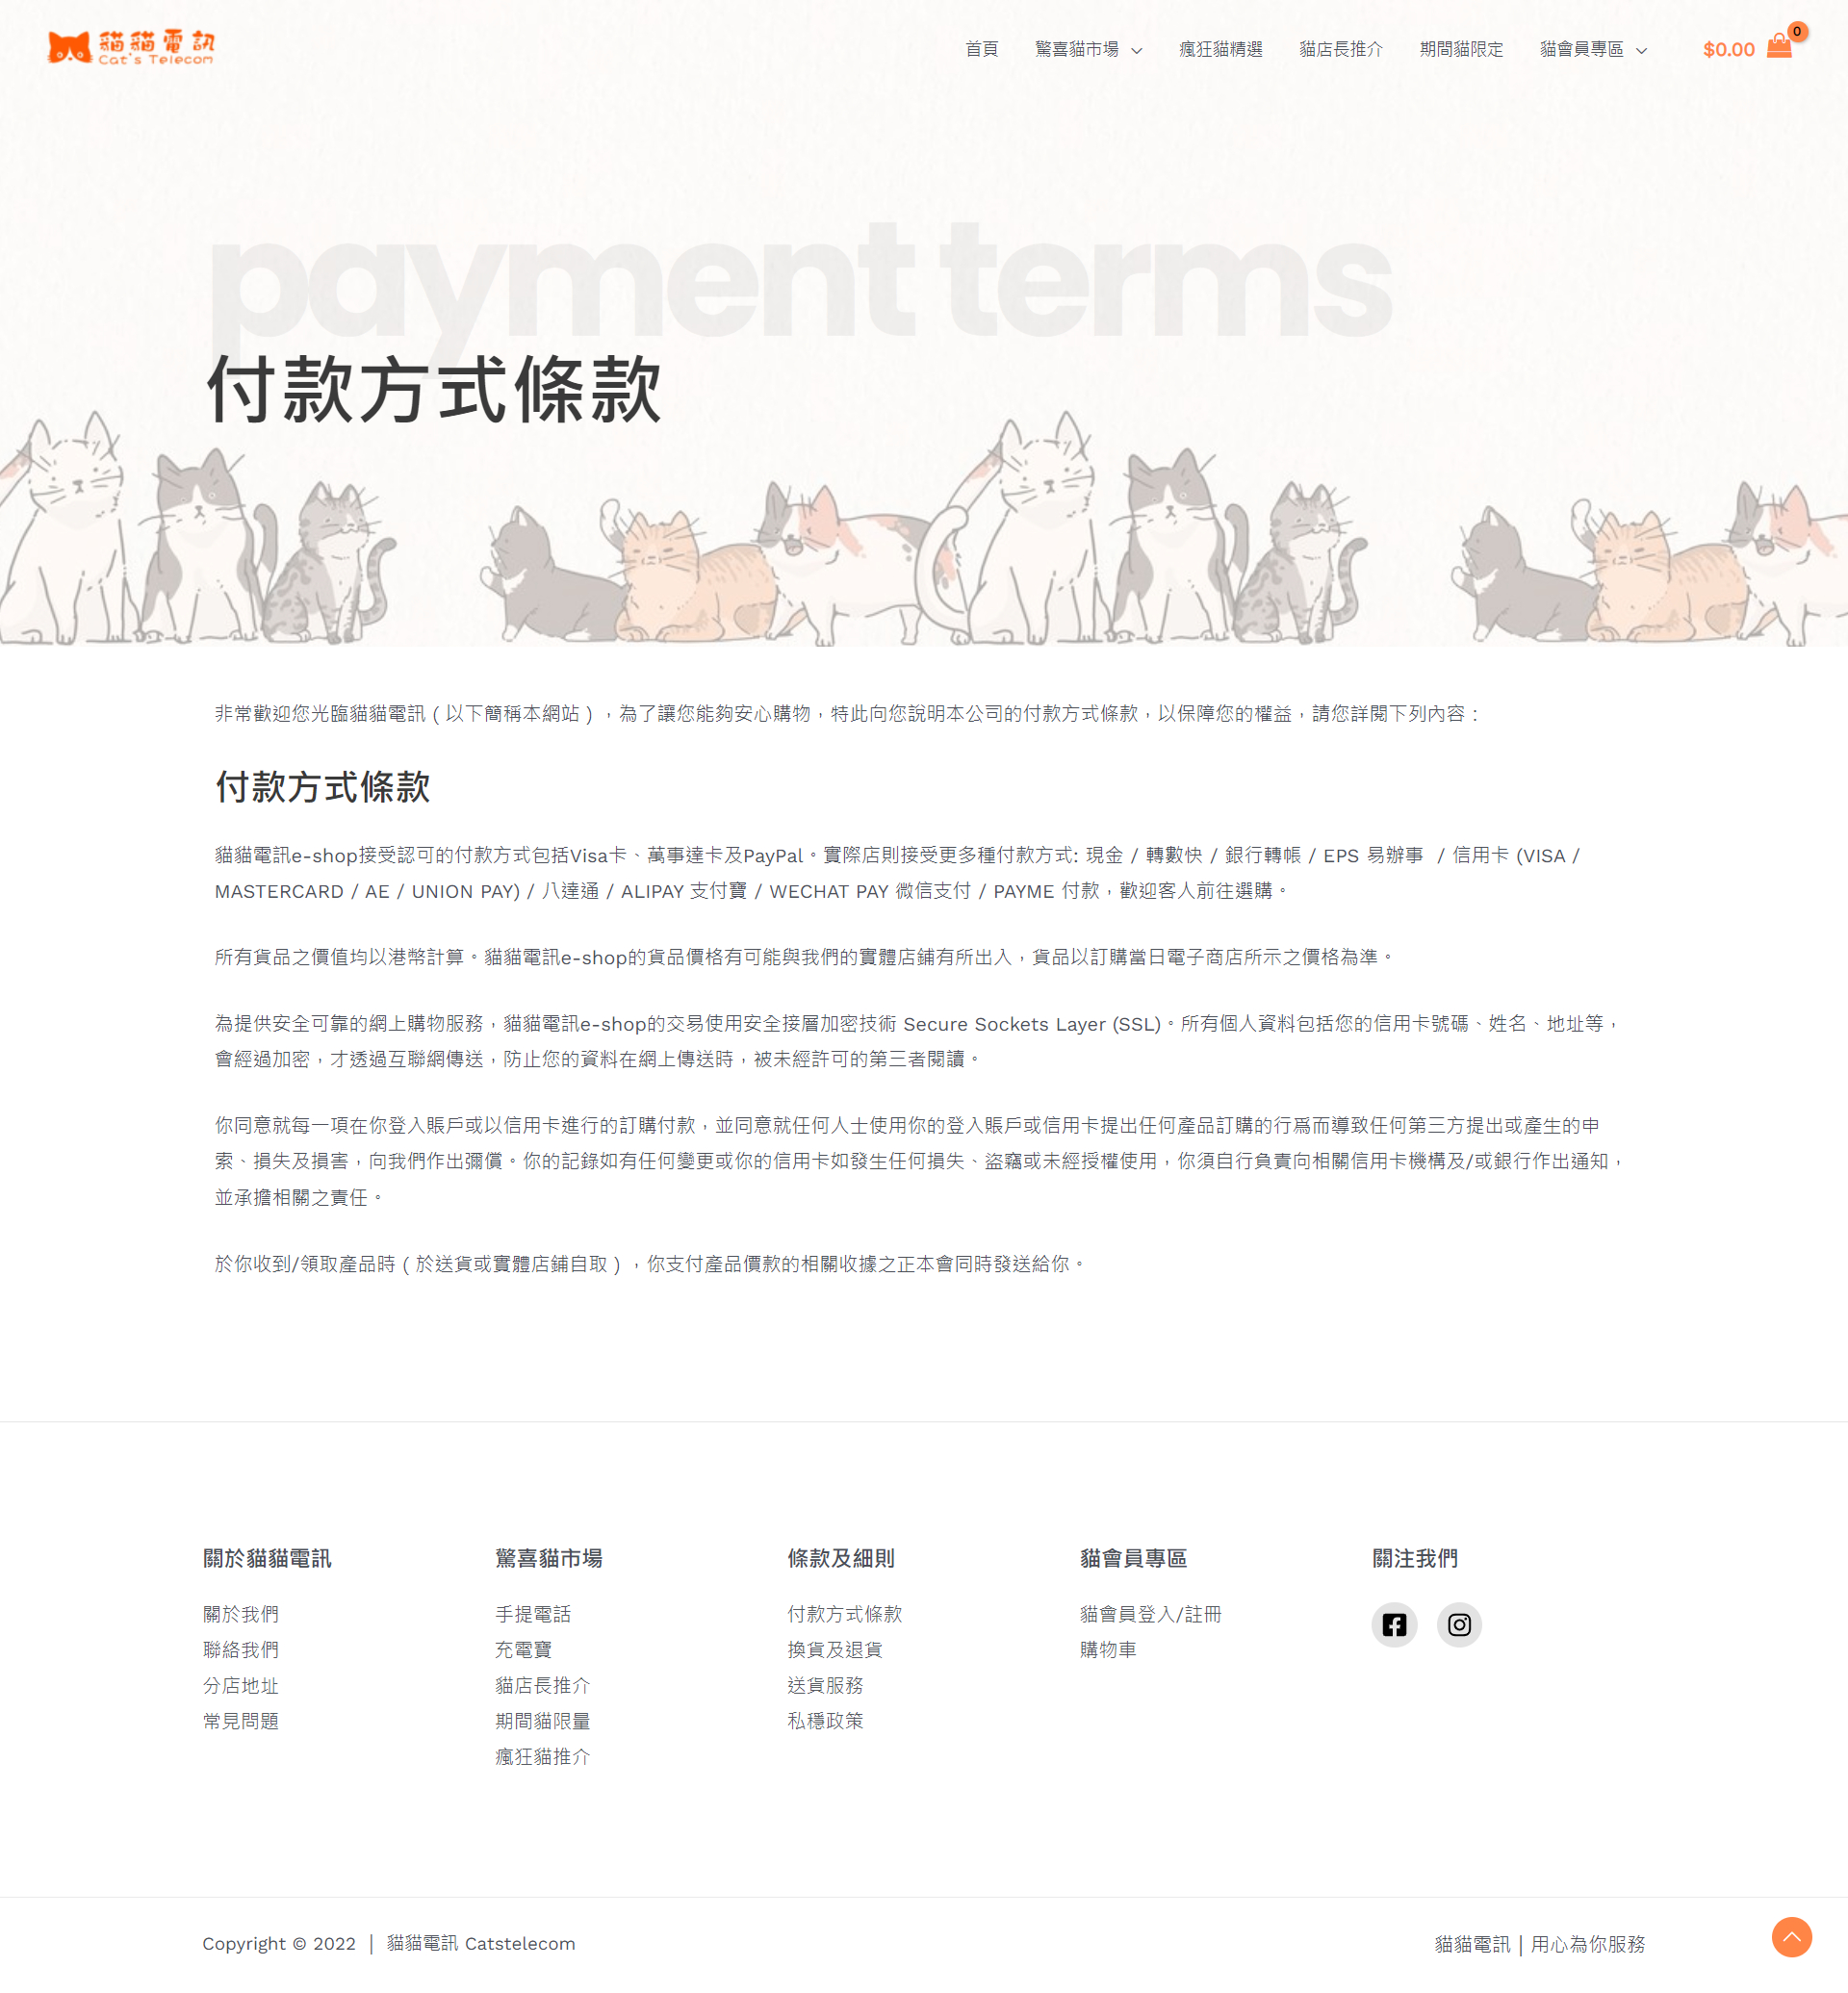 貓貓電訊
Cat's Telecom
首頁
驚喜貓市場
瘋狂貓精選
貓店長推介
期間貓限定
貓會員專區
$0.00
0
payment terms
付款方式條款
非常歡迎您光臨貓貓電訊 ( 以下簡稱本網站 ) ，為了讓您能夠安心購物，特此向您說明本公司的付款方式條款，以保障您的權益，請您詳閱下列內容：
付款方式條款
貓貓電訊e-shop接受認可的付款方式包括Visa卡、萬事達卡及PayPal。實際店則接受更多種付款方式: 現金 / 轉數快 / 銀行轉帳 / EPS 易辦事  / 信用卡 (VISA /
MASTERCARD / AE / UNION PAY) / 八達通 / ALIPAY 支付寶 / WECHAT PAY 微信支付 / PAYME 付款，歡迎客人前往選購。
所有貨品之價值均以港幣計算。貓貓電訊e-shop的貨品價格有可能與我們的實體店鋪有所出入，貨品以訂購當日電子商店所示之價格為準。
為提供安全可靠的網上購物服務，貓貓電訊e-shop的交易使用安全接層加密技術 Secure Sockets Layer (SSL)。所有個人資料包括您的信用卡號碼、姓名、地址等，
會經過加密，才透過互聯網傳送，防止您的資料在網上傳送時，被未經許可的第三者閱讀。
你同意就每一項在你登入賬戶或以信用卡進行的訂購付款，並同意就任何人士使用你的登入賬戶或信用卡提出任何產品訂購的行爲而導致任何第三方提出或產生的申
索、損失及損害，向我們作出彌償。你的記錄如有任何變更或你的信用卡如發生任何損失、盜竊或未經授權使用，你須自行負責向相關信用卡機構及/或銀行作出通知，
並承擔相關之責任。
於你收到/領取產品時 ( 於送貨或實體店鋪自取 ) ，你支付產品價款的相關收據之正本會同時發送給你。
關於貓貓電訊
關於我們
聯絡我們
分店地址
常見問題
驚喜貓市場
手提電話
充電寶
貓店長推介
期間貓限量
瘋狂貓推介
條款及細則
付款方式條款
換貨及退貨
送貨服務
私穩政策
貓會員專區
貓會員登入/註冊
購物車
關注我們
Copyright © 2022 ｜ 貓貓電訊 Catstelecom
貓貓電訊 | 用心為你服務